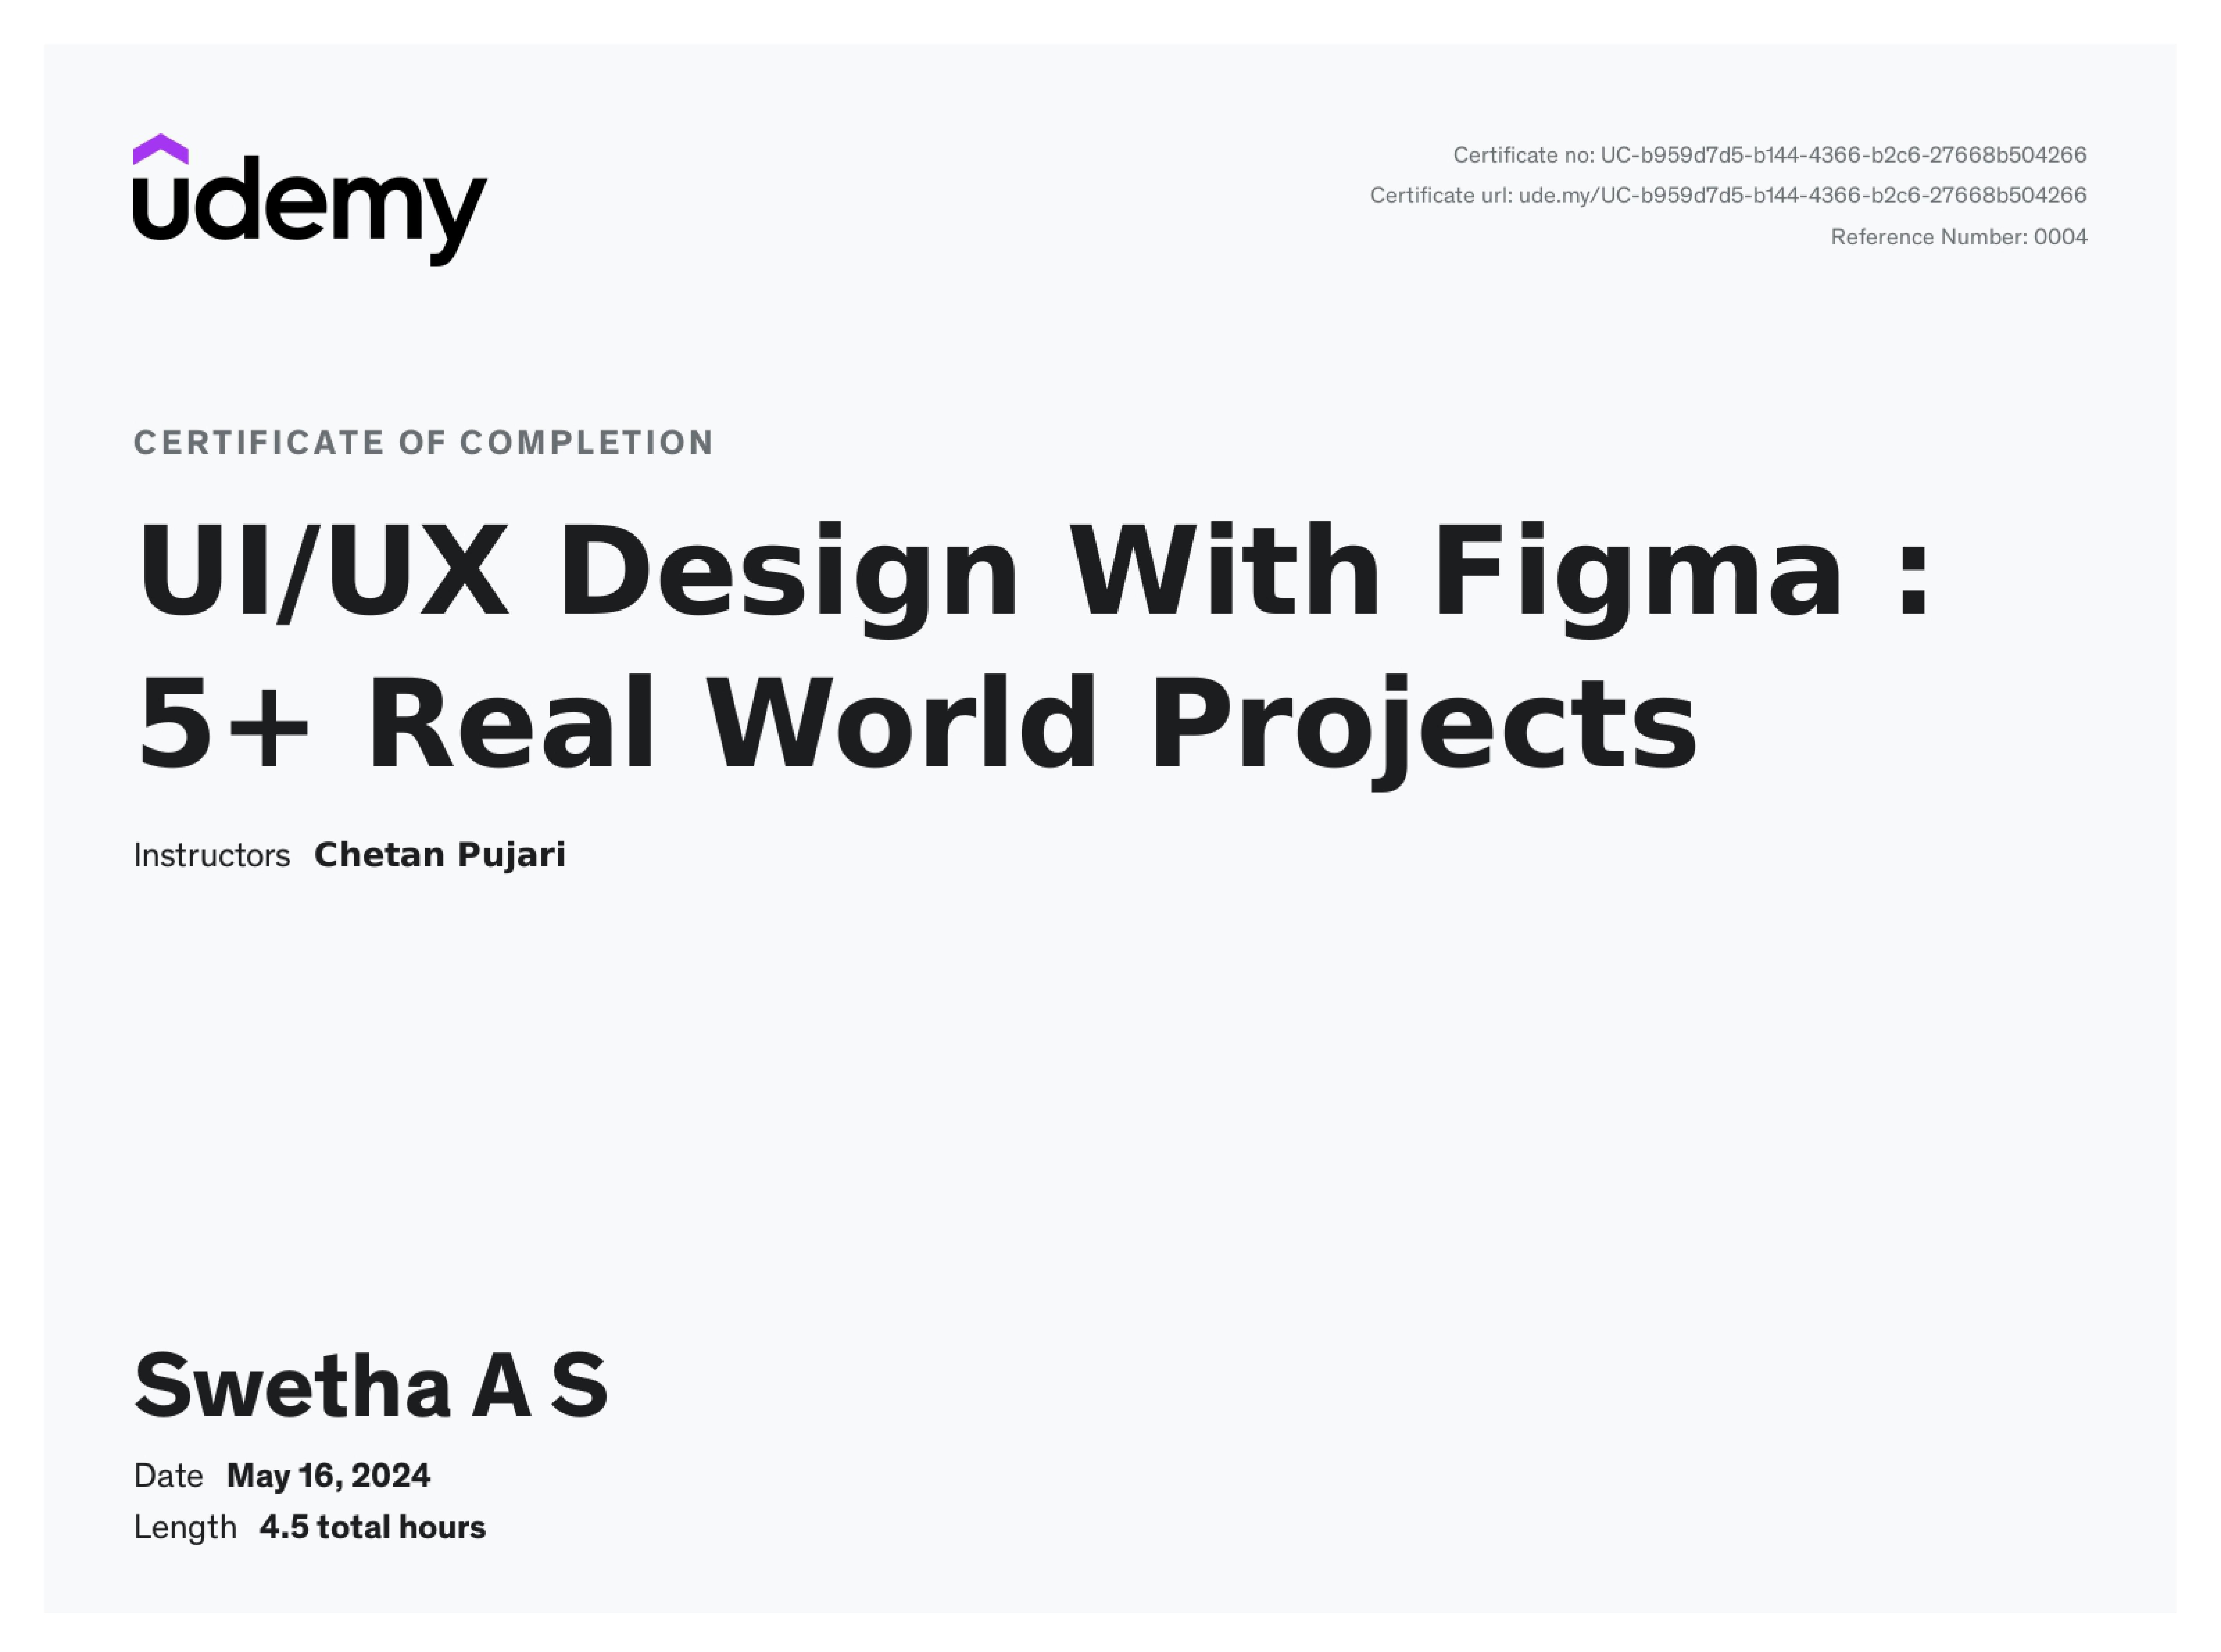 udemy
Certificate no: UC-b959d7d5-b144-4366-b2c6-27668b504266
Certificate url: ude.my/UC-b959d7d5-b144-4366-b2c6-27668b504266
Reference Number: 0004
CERTIFICATE OF COMPLETION
UI/UX Design With Figma :
5+ Real World Projects
Instructors Chetan Pujari
Swetha A S
Date May 16, 2024
Length 4.5 total hours